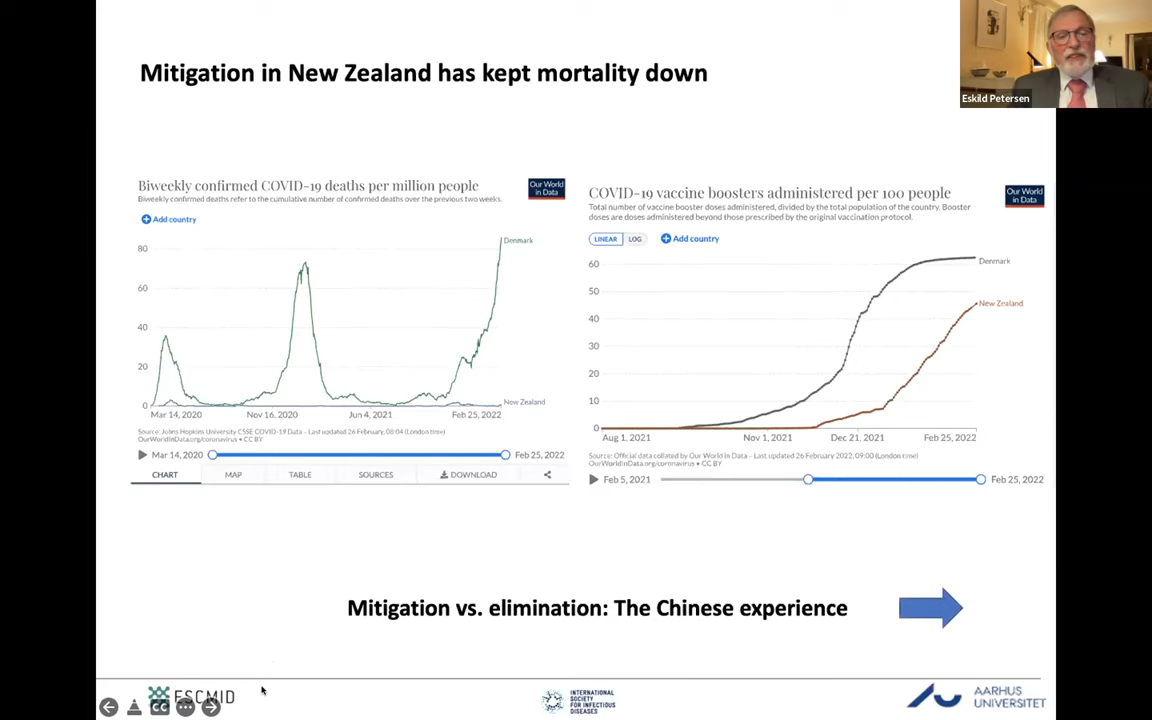 Mitigation in New Zealand has kept mortality down
Eskild Petersen
Biweekly confirmed COVID-19 deaths per million people
Biweekly confirmed deaths refer to the cumulative number of confirmed deaths over the previous two weeks.
Our World
in Data
Add country
80
60
40
20
0
Denmark
New Zealand
Mar 14, 2020
Nov 16, 2020
Jun 4, 2021
Feb 25, 2022
Source: Johns Hopkins University CSSE COVID-19 Data – Last updated 26 February, 08:04 (London time)
OurWorldInData.org/coronavirus • CC BY
Mar 14, 2020
Feb 25, 2022
CHART
MAP
TABLE
SOURCES
DOWNLOAD
COVID-19 vaccine boosters administered per 100 people
Total number of vaccine booster doses administered, divided by the total population of the country. Booster
doses are doses administered beyond those prescribed by the original vaccination protocol.
Our World
in Data
LINEAR
LOG
Add country
60
50
40
30
20
10
0
Denmark
New Zealand
Aug 1, 2021
Nov 1, 2021
Dec 21, 2021
Feb 25, 2022
Source: Official data collated by Our World in Data – Last updated 26 February 2022, 09:00 (London time)
OurWorldInData.org/coronavirus • CC BY
Feb 5, 2021
Feb 25, 2022
Mitigation vs. elimination: The Chinese experience
ESCMID
CC
INTERNATIONAL
SOCIETY
FOR INFECTIOUS
DISEASES
AARHUS
UNIVERSITET